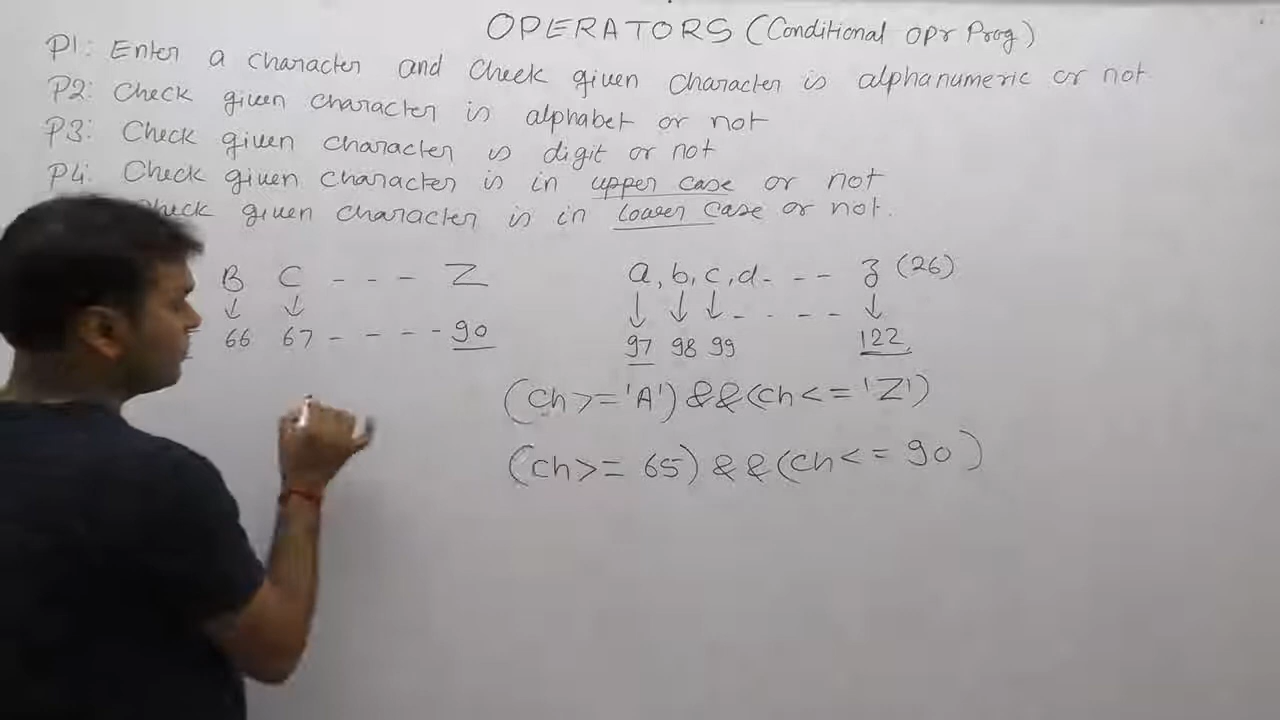 OPERATORS (Conditional opr Prog)
P1: Enter a character and check given character is alphanumeric or not
P2: Check given character is alphabet or not
P3: Check given character is digit or not
P4: Check given character is in upper case or not
check given character is in lower case or not.
B C - - - Z a, b, c, d - - - z (26)
↓ ↓ ↓ ↓ ↓ - - - - ↓
66 67 - - - - 90 97 98 99 122
(ch>='A') && (ch<='Z')
(ch>= 65) && (ch<= 90 )